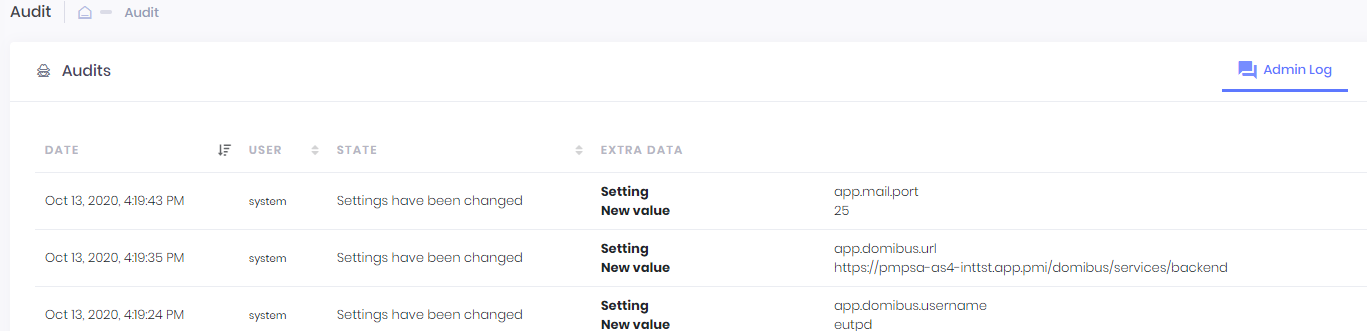 Audit Audit
Audits Admin Log
DATE USER STATE EXTRA DATA
Oct 13, 2020, 4:19:43 PM system Settings have been changed Setting app.mail.port
New value 25
Oct 13, 2020, 4:19:35 PM system Settings have been changed Setting app.domibus.url
New value https://pmpsa-as4-inttst.app.pmi/domibus/services/backend
Oct 13, 2020, 4:19:24 PM system Settings have been changed Setting app.domibus.username
New value eutpd